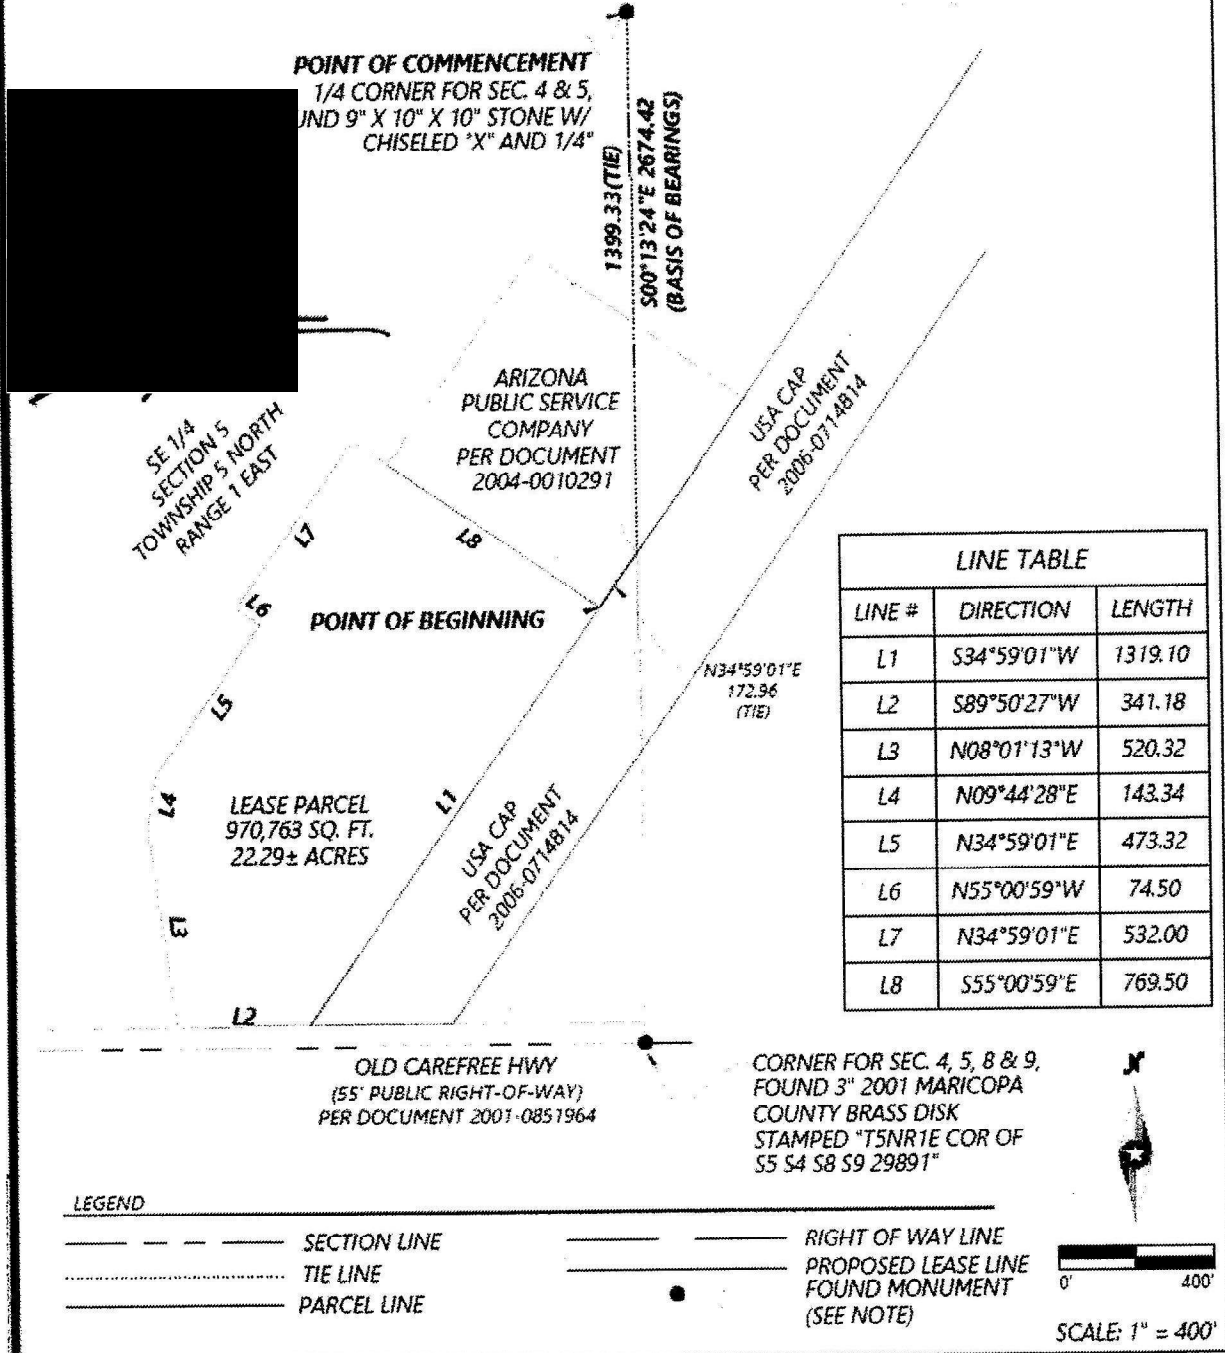 POINT OF COMMENCEMENT
1/4 CORNER FOR SEC. 4 & 5,
9" X 10" X 10" STONE W/
CHISELED "X" AND 1/4"
1399.33(TIE)
S00°13'24"E 2674.42
(BASIS OF BEARINGS)
ARIZONA
PUBLIC SERVICE
COMPANY
PER DOCUMENT
2004-0010291
USA CAP
PER DOCUMENT
2006-0714814
SE 1/4
SECTION 5
TOWNSHIP 5 NORTH
RANGE 1 EAST
L7
L8
L6
POINT OF BEGINNING
N34°59'01"E
172.96
(TIE)
L5
L4
LEASE PARCEL
970,763 SQ. FT.
22.29± ACRES
L1
USA CAP
PER DOCUMENT
2006-0714814
L3
L2
LINE TABLE
LINE # DIRECTION LENGTH
L1 S34°59'01"W 1319.10
L2 S89°50'27"W 341.18
L3 N08°01'13"W 520.32
L4 N09°44'28"E 143.34
L5 N34°59'01"E 473.32
L6 N55°00'59"W 74.50
L7 N34°59'01"E 532.00
L8 S55°00'59"E 769.50
OLD CAREFREE HWY
(55' PUBLIC RIGHT-OF-WAY)
PER DOCUMENT 2001-0851964
CORNER FOR SEC. 4, 5, 8 & 9,
FOUND 3" 2001 MARICOPA
COUNTY BRASS DISK
STAMPED "T5NR1E COR OF
S5 S4 S8 S9 29891"
N
LEGEND
SECTION LINE
TIE LINE
PARCEL LINE
RIGHT OF WAY LINE
PROPOSED LEASE LINE
FOUND MONUMENT
(SEE NOTE)
0' 400'
SCALE: 1" = 400'